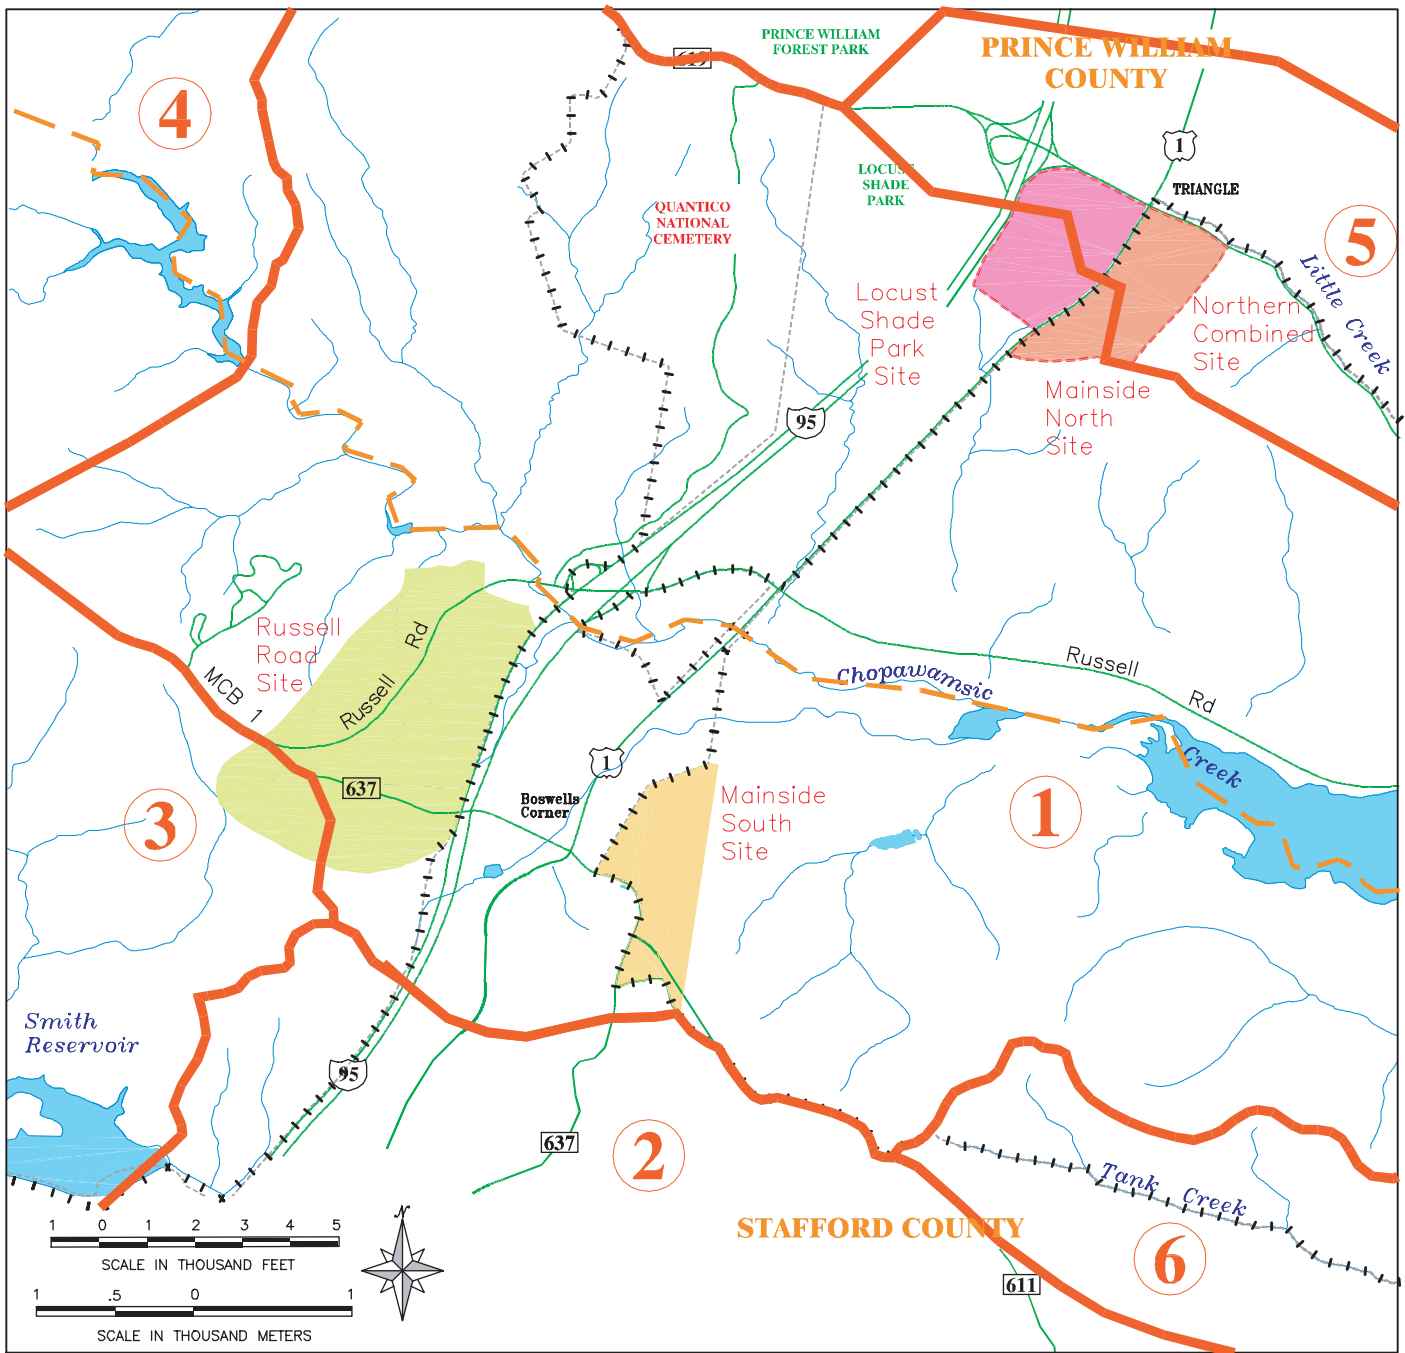 PRINCE WILLIAM
FOREST PARK
PRINCE WILLIAM
COUNTY
619
4
1
LOCUST
SHADE
PARK
TRIANGLE
QUANTICO
NATIONAL
CEMETERY
5
Little Creek
Locust
Shade
Park
Site
Northern
Combined
Site
Mainside
North
Site
95
Russell
Road
Site
Rd
Russell
MCB 1
Russell
Rd
Chopawamsic
Creek
637
1
Boswells
Corner
Mainside
South
Site
3
1
Smith
Reservoir
95
637
2
Tank Creek
STAFFORD COUNTY
6
611
N
1 0 1 2 3 4 5
SCALE IN THOUSAND FEET
1 .5 0 1
SCALE IN THOUSAND METERS